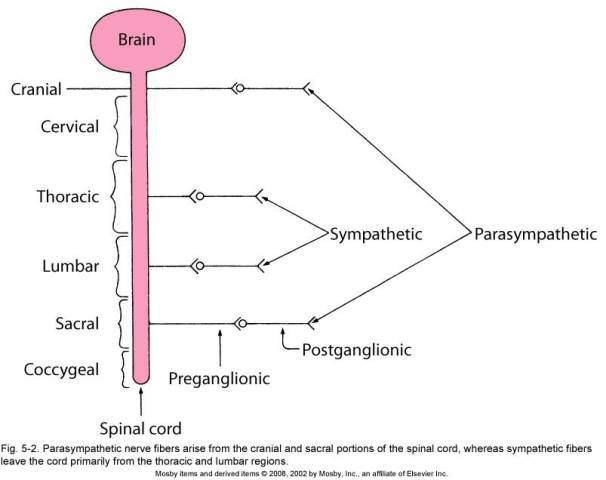 Brain
Cranial
Cervical
Thoracic
Sympathetic
Parasympathetic
Lumbar
Sacral
Postganglionic
Coccygeal
Preganglionic
Spinal cord
Fig. 5-2. Parasympathetic nerve fibers arise from the cranial and sacral portions of the spinal cord, whereas sympathetic fibers
leave the cord primarily from the thoracic and lumbar regions.
Mosby items and derived items © 2008, 2002 by Mosby, Inc., an affiliate of Elsevier Inc.